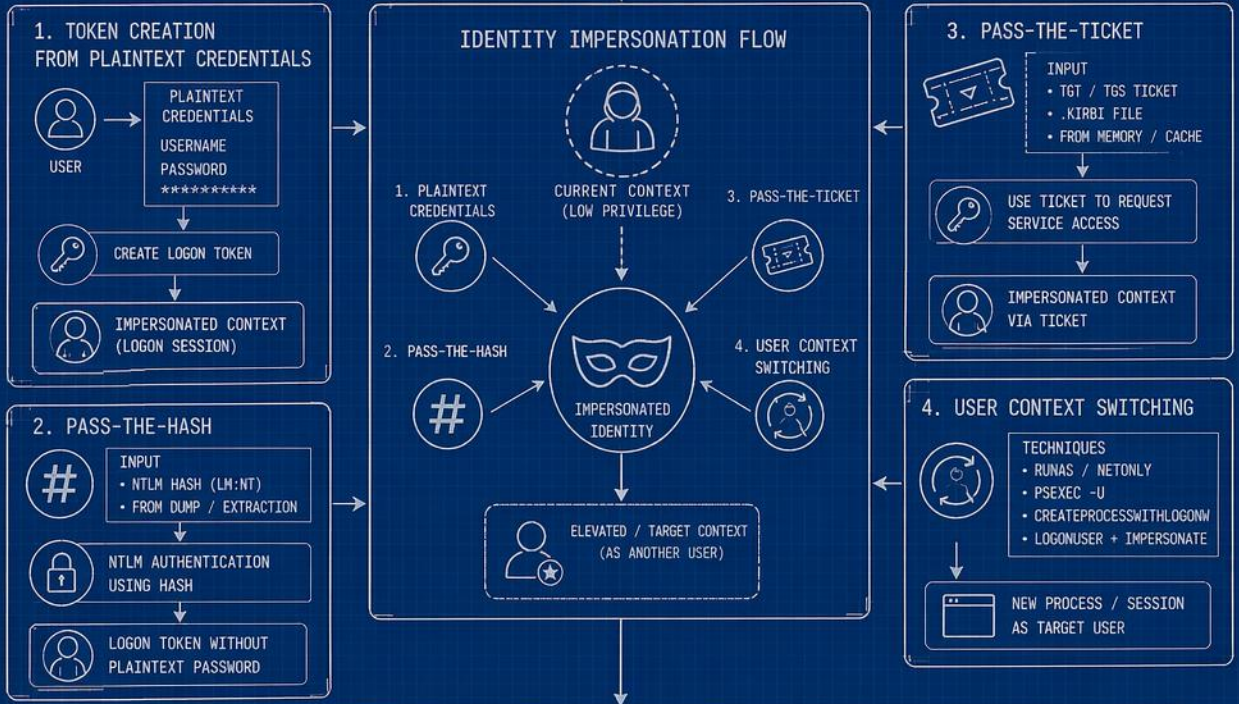 1. TOKEN CREATION
FROM PLAINTEXT CREDENTIALS
USER
PLAINTEXT
CREDENTIALS
USERNAME
PASSWORD
**********
CREATE LOGON TOKEN
IMPERSONATED CONTEXT
(LOGON SESSION)
2. PASS-THE-HASH
#
INPUT
• NTLM HASH (LM:NT)
• FROM DUMP / EXTRACTION
NTLM AUTHENTICATION
USING HASH
LOGON TOKEN WITHOUT
PLAINTEXT PASSWORD
IDENTITY IMPERSONATION FLOW
CURRENT CONTEXT
(LOW PRIVILEGE)
1. PLAINTEXT
CREDENTIALS
3. PASS-THE-TICKET
2. PASS-THE-HASH
#
4. USER CONTEXT
SWITCHING
IMPERSONATED
IDENTITY
ELEVATED / TARGET CONTEXT
(AS ANOTHER USER)
3. PASS-THE-TICKET
INPUT
• TGT / TGS TICKET
• .KIRBI FILE
• FROM MEMORY / CACHE
USE TICKET TO REQUEST
SERVICE ACCESS
IMPERSONATED CONTEXT
VIA TICKET
4. USER CONTEXT SWITCHING
TECHNIQUES
• RUNAS / NETONLY
• PSEXEC -U
• CREATEPROCESSWITHLOGONW
• LOGONUSER + IMPERSONATE
NEW PROCESS / SESSION
AS TARGET USER